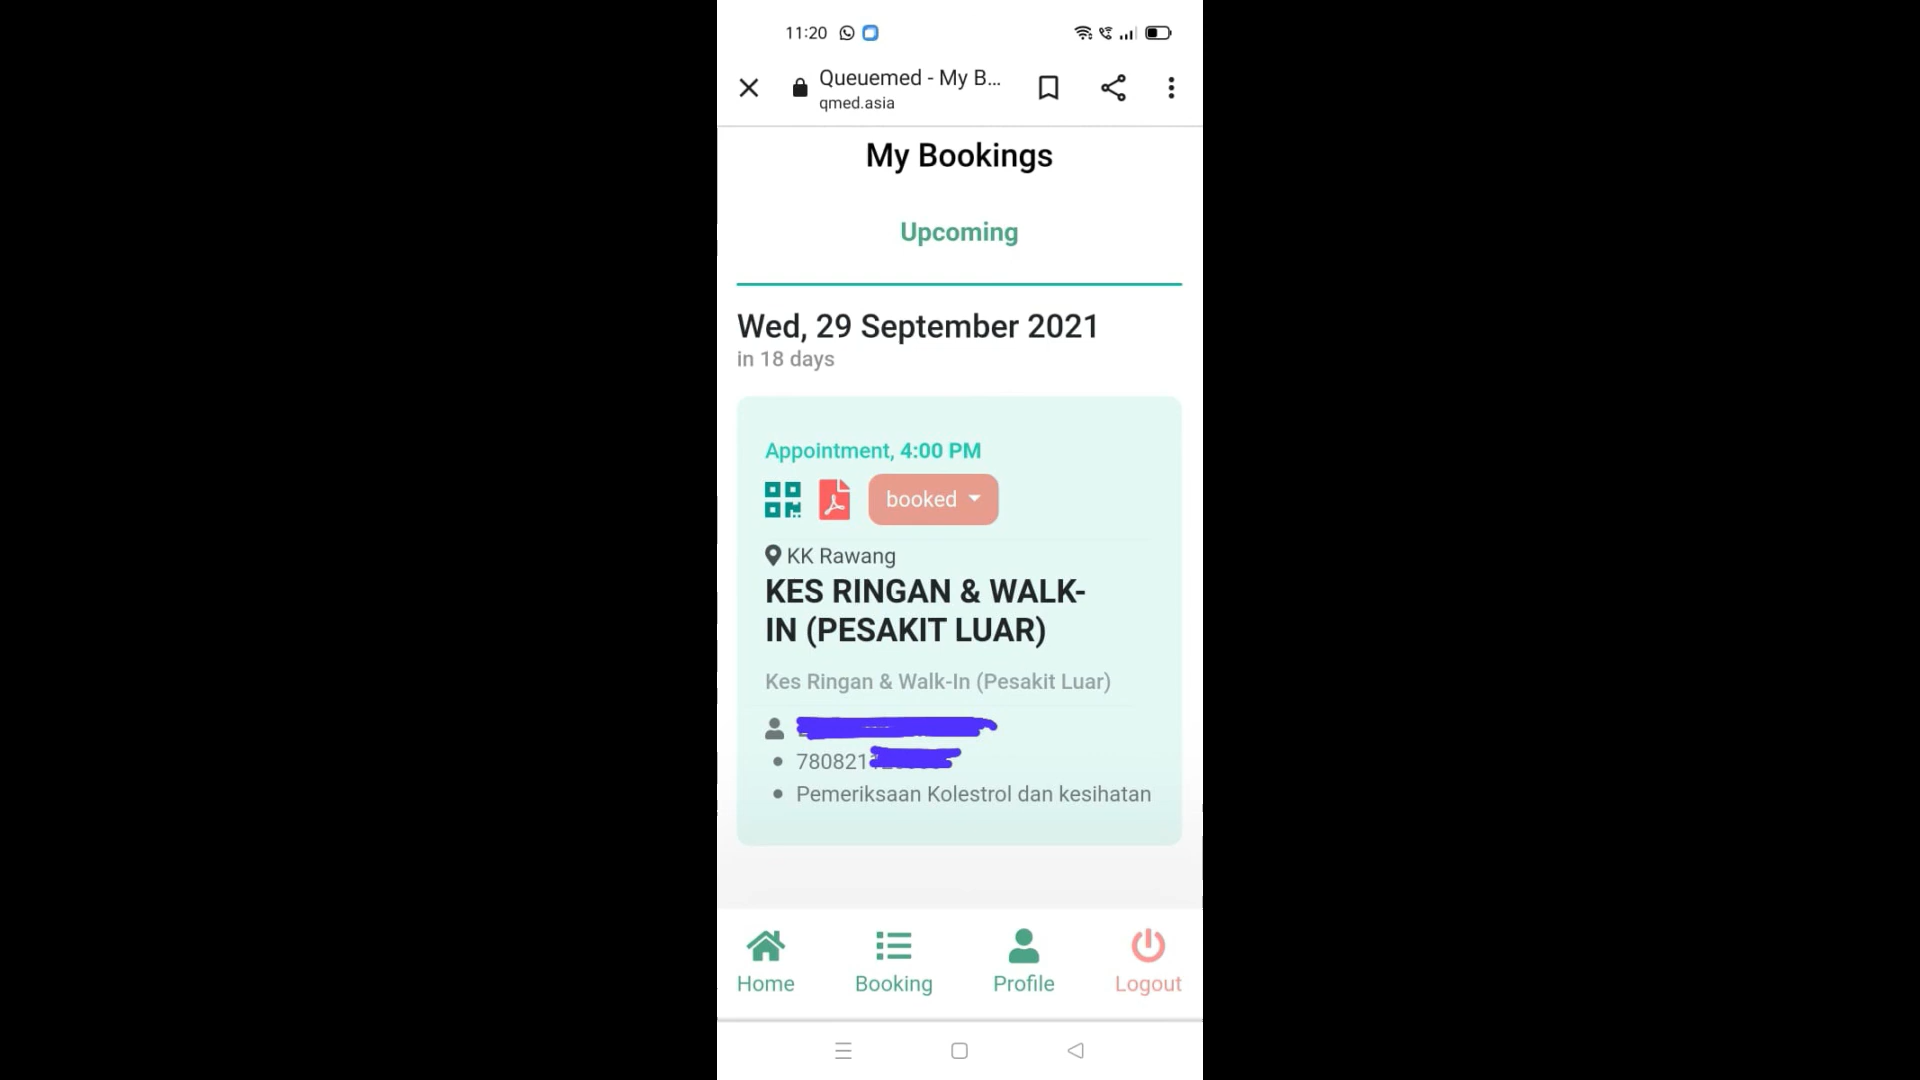 11:20
Queuemed - My B...
qmed.asia
My Bookings
Upcoming
Wed, 29 September 2021
in 18 days
Appointment, 4:00 PM
booked
KK Rawang
KES RINGAN & WALK-
IN (PESAKIT LUAR)
Kes Ringan & Walk-In (Pesakit Luar)
780821
Pemeriksaan Kolestrol dan kesihatan
Home Booking Profile Logout